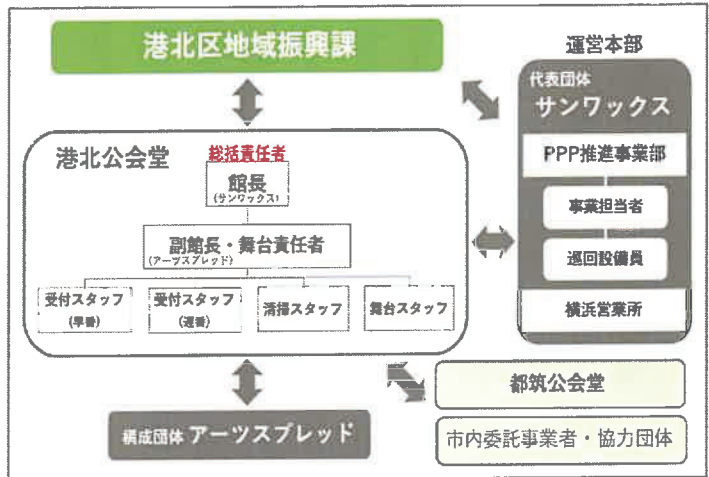 港北区地域振興課
運営本部
代表団体
サンワックス
PPP推進事業部
事業担当者
巡回設備員
横浜営業所
港北公会堂
総括責任者
館長
(サンワックス)
副館長・舞台責任者
(アーツスプレッド)
受付スタッフ
(早番)
受付スタッフ
(遅番)
清掃スタッフ
舞台スタッフ
構成団体 アーツスプレッド
都筑公会堂
市内委託事業者・協力団体